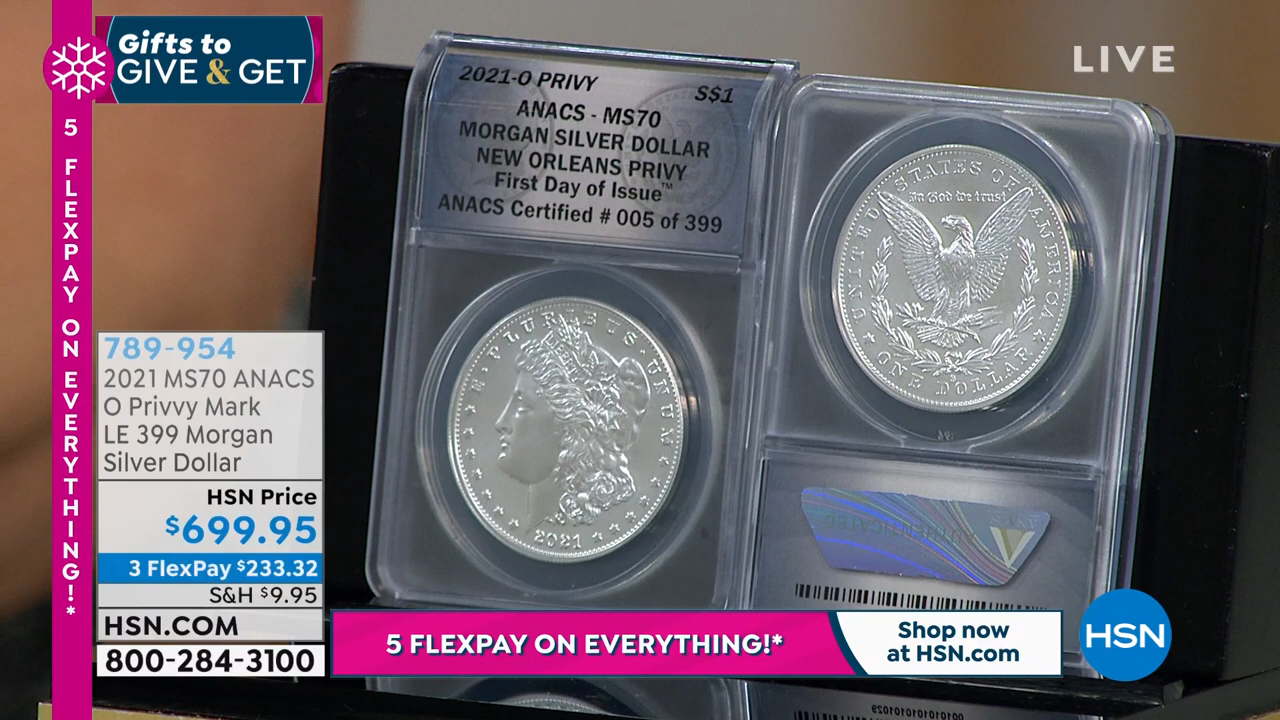 Gifts to
GIVE & GET
LIVE
5 FLEXPAY ON EVERYTHING!*
2021-O PRIVY S$1
ANACS - MS70
MORGAN SILVER DOLLAR
NEW ORLEANS PRIVY
First Day of Issue™
ANACS Certified # 005 of 399
UNITED STATES OF AMERICA
In God we trust
ONE DOLLAR
E · PLURIBUS · UNUM
2021
AUTHENTICATED
789-954
2021 MS70 ANACS
O Privvy Mark
LE 399 Morgan
Silver Dollar
HSN Price
$699.95
3 FlexPay $233.32
S&H $9.95
HSN.COM
800-284-3100
5 FLEXPAY ON EVERYTHING!*
Shop now
at HSN.com
HSN